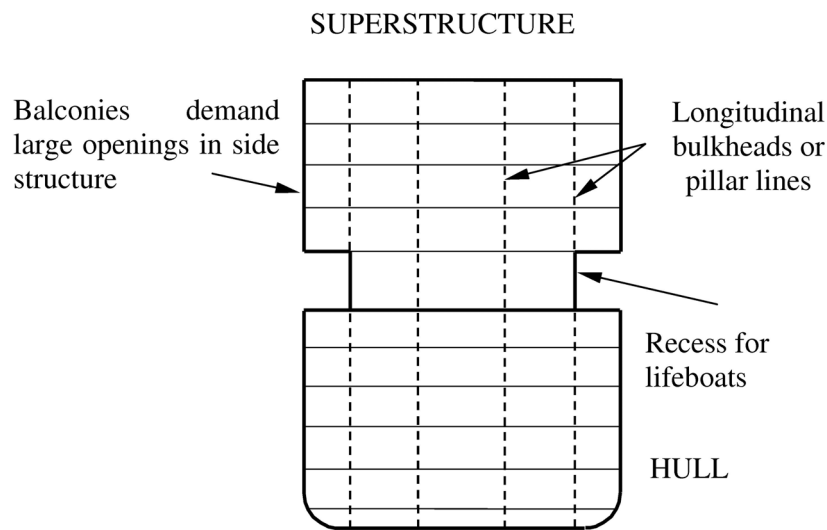 SUPERSTRUCTURE
Balconies demand
large openings in side
structure
Longitudinal
bulkheads or
pillar lines
Recess for
lifeboats
HULL